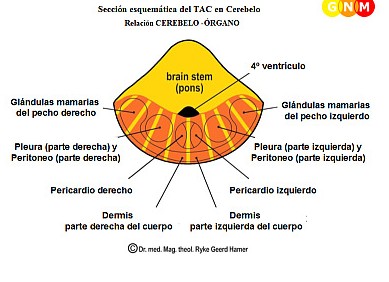 Sección esquemática del TAC en Cerebelo
Relación CEREBELO -ÓRGANO
GNM
brain stem
(pons)
4º ventrículo
Glándulas mamarias
del pecho derecho
Glándulas mamarias
del pecho izquierdo
Pleura (parte derecha) y
Peritoneo (parte derecha)
Pleura (parte izquierda) y
Peritoneo (parte izquierda)
Pericardio derecho
Pericardio izquierdo
Dermis
parte derecha del cuerpo
Dermis
parte izquierda del cuerpo
© Dr. med. Mag. theol. Ryke Geerd Hamer